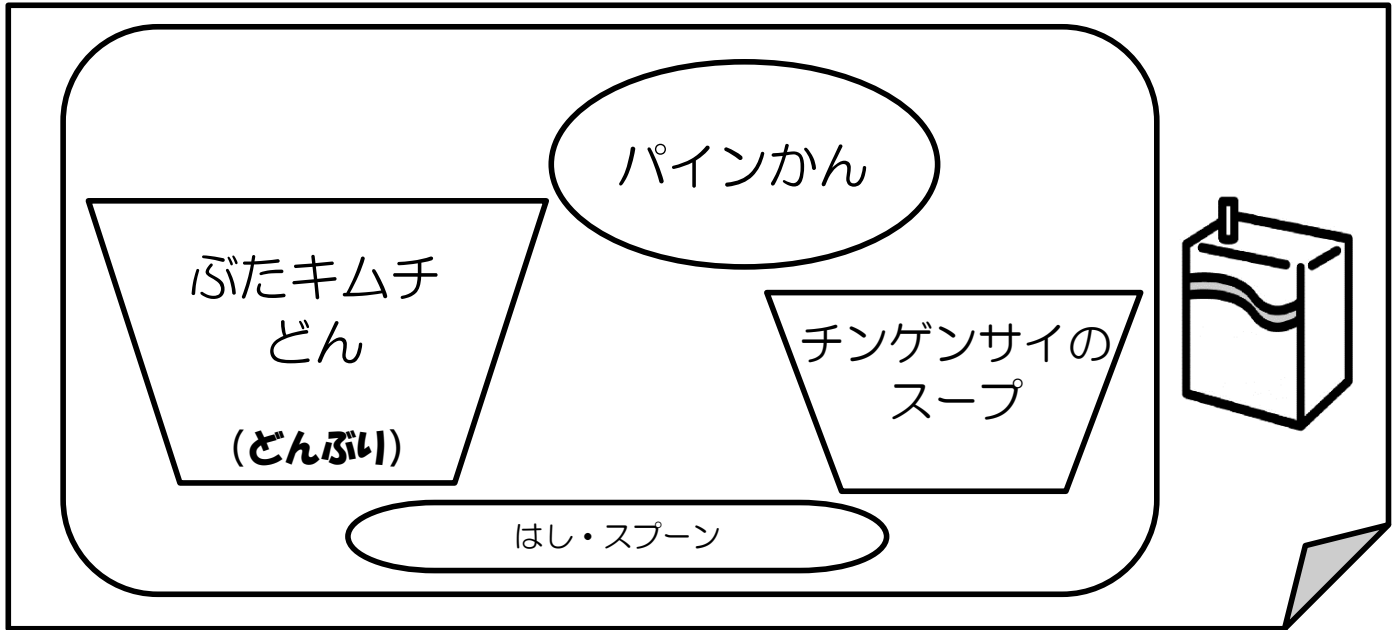 パインかん
ぶたキムチ
どん
(どんぶり)
チンゲンサイの
スープ
はし・スプーン